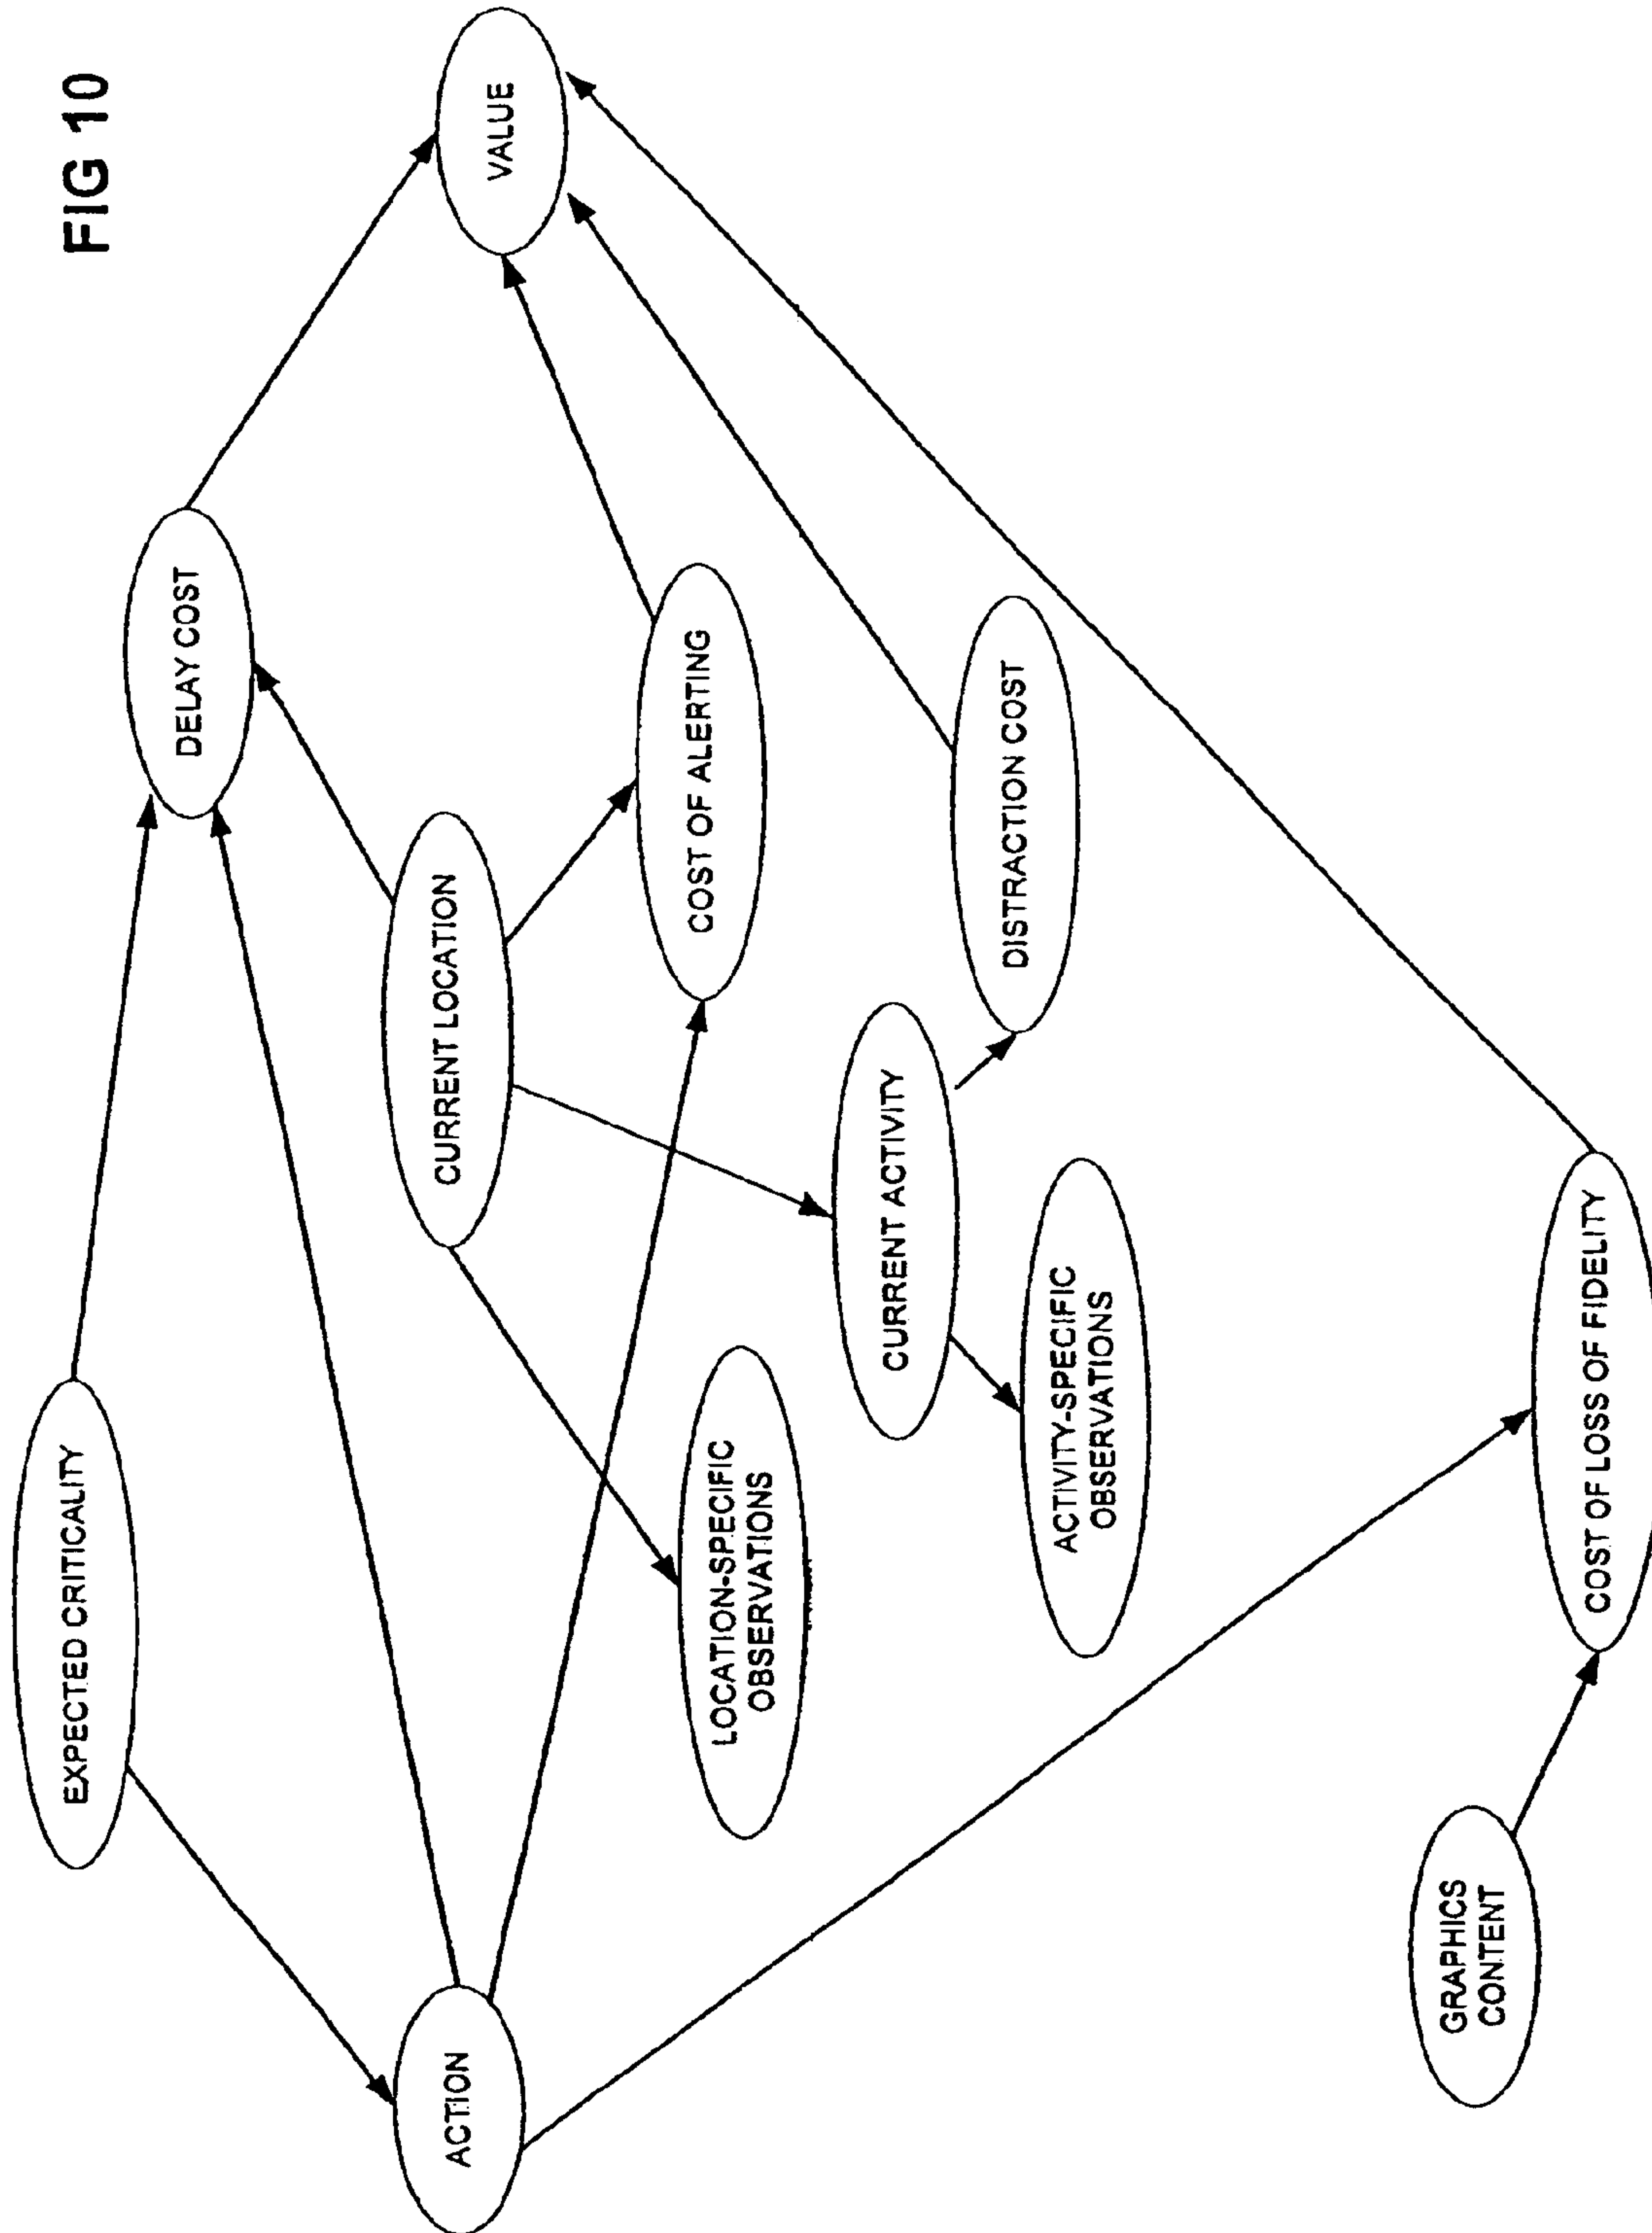 FIG 10
EXPECTED CRITICALITY
DELAY COST
ACTION
CURRENT LOCATION
VALUE
LOCATION-SPECIFIC
OBSERVATIONS
COST OF ALERTING
CURRENT ACTIVITY
ACTIVITY-SPECIFIC
OBSERVATIONS
DISTRACTION COST
GRAPHICS
CONTENT
COST OF LOSS OF FIDELITY